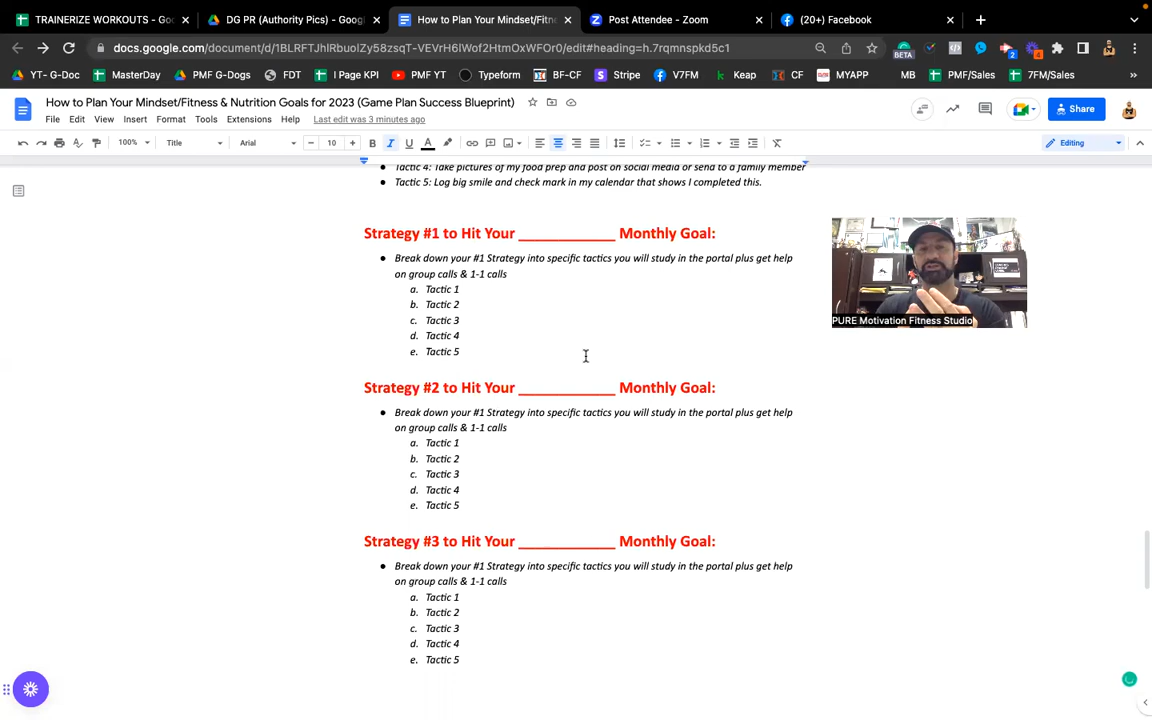 TRAINERIZE WORKOUTS - Goo
DG PR (Authority Pics) - Googl
How to Plan Your Mindset/Fitn
Post Attendee - Zoom
(20+) Facebook
docs.google.com/document/d/1BLRFTJhlRbuolZy58zsqT-VEVrH6lWof2HtmOxWFOr0/edit#heading=h.7rqmnspkd5c1
BETA
2
4
YT- G-Doc
MasterDay
PMF G-Dogs
FDT
I Page KPI
PMF YT
Typeform
BF-CF
Stripe
V7FM
Keap
CF
MYAPP
MB
PMF/Sales
7FM/Sales
»
How to Plan Your Mindset/Fitness & Nutrition Goals for 2023 (Game Plan Success Blueprint)
File Edit View Insert Format Tools Extensions Help Last edit was 3 minutes ago
Share
100% Title Arial 10 B I U A Editing
Tactic 4: Take pictures of my food prep and post on social media or send to a family member
Tactic 5: Log big smile and check mark in my calendar that shows I completed this.
Strategy #1 to Hit Your ____________ Monthly Goal:
Break down your #1 Strategy into specific tactics you will study in the portal plus get help
on group calls & 1-1 calls
a. Tactic 1
b. Tactic 2
c. Tactic 3
d. Tactic 4
e. Tactic 5
PURE Motivation Fitness Studio
Strategy #2 to Hit Your ____________ Monthly Goal:
Break down your #1 Strategy into specific tactics you will study in the portal plus get help
on group calls & 1-1 calls
a. Tactic 1
b. Tactic 2
c. Tactic 3
d. Tactic 4
e. Tactic 5
Strategy #3 to Hit Your ____________ Monthly Goal:
Break down your #1 Strategy into specific tactics you will study in the portal plus get help
on group calls & 1-1 calls
a. Tactic 1
b. Tactic 2
c. Tactic 3
d. Tactic 4
e. Tactic 5